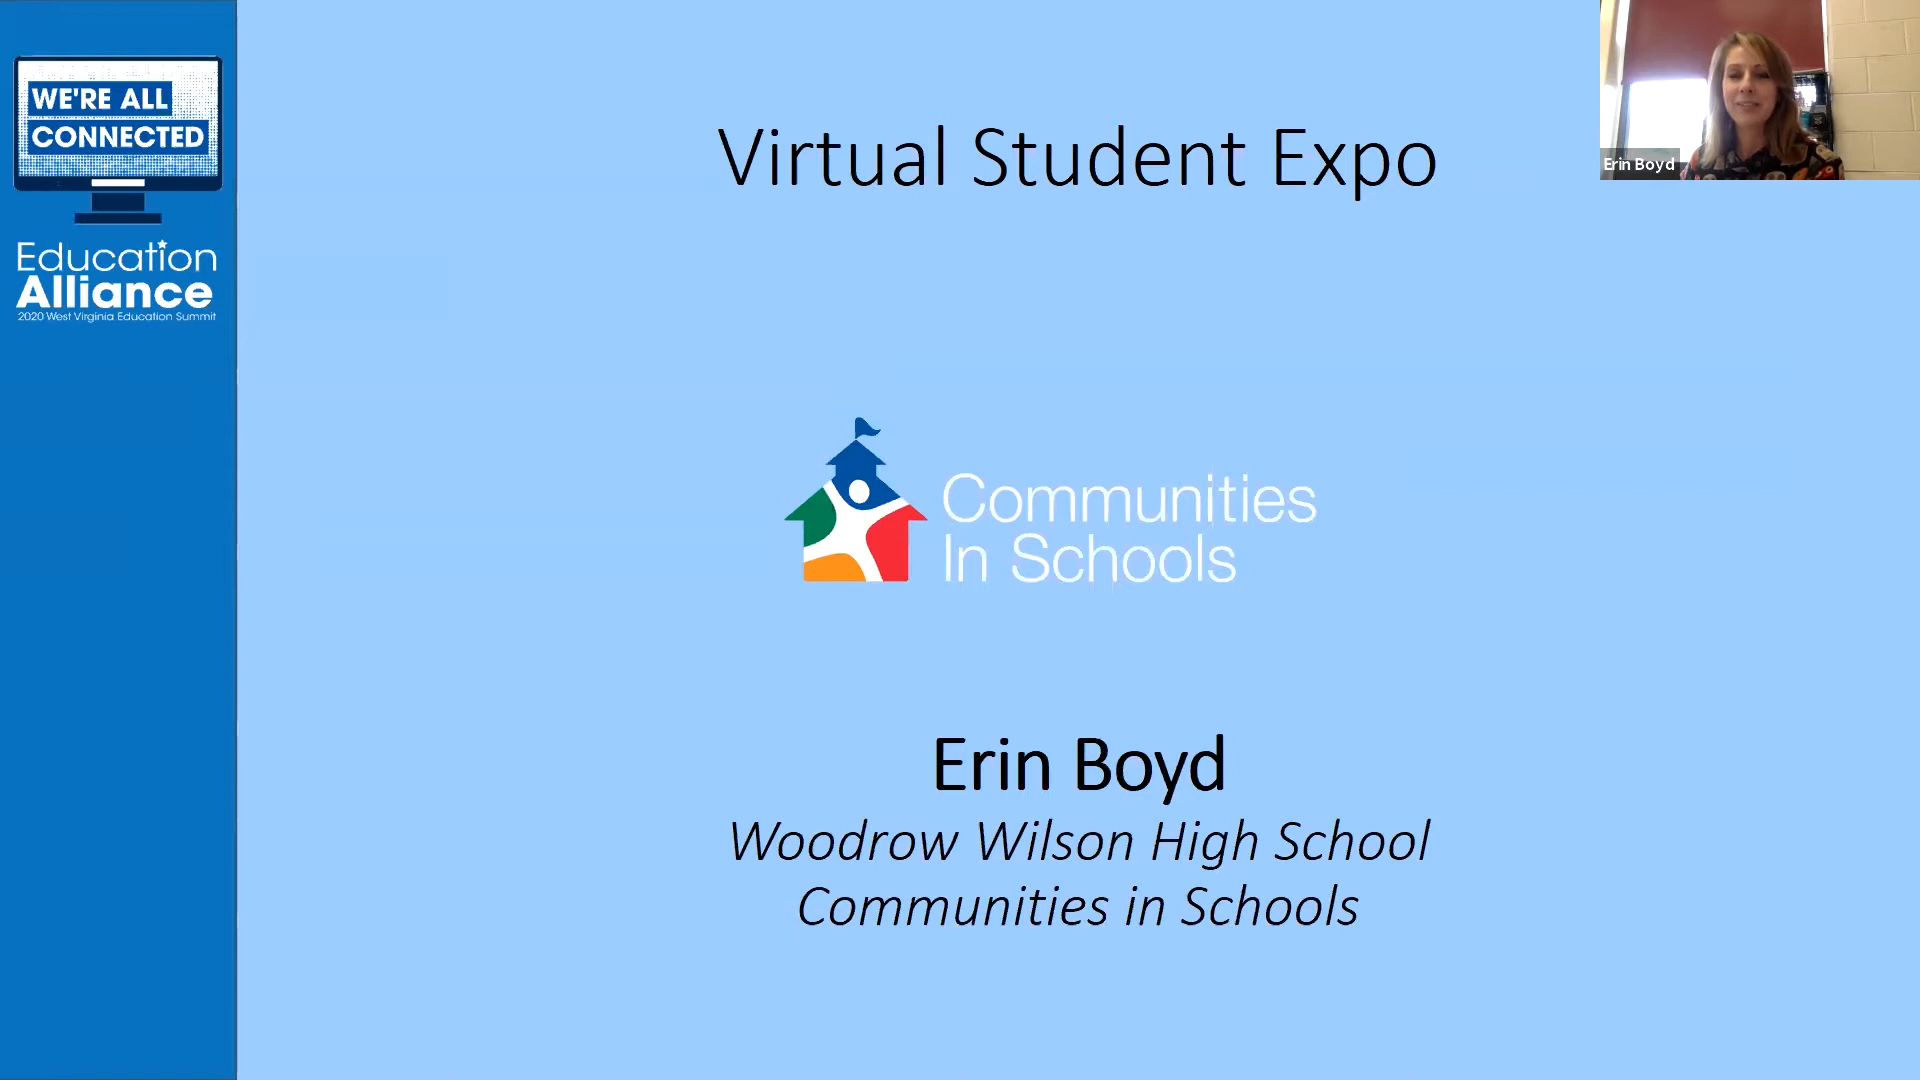 WE'RE ALL
CONNECTED
Education
Alliance
2020 West Virginia Education Summit
Virtual Student Expo
Erin Boyd
Communities
In Schools
Erin Boyd
Woodrow Wilson High School
Communities in Schools